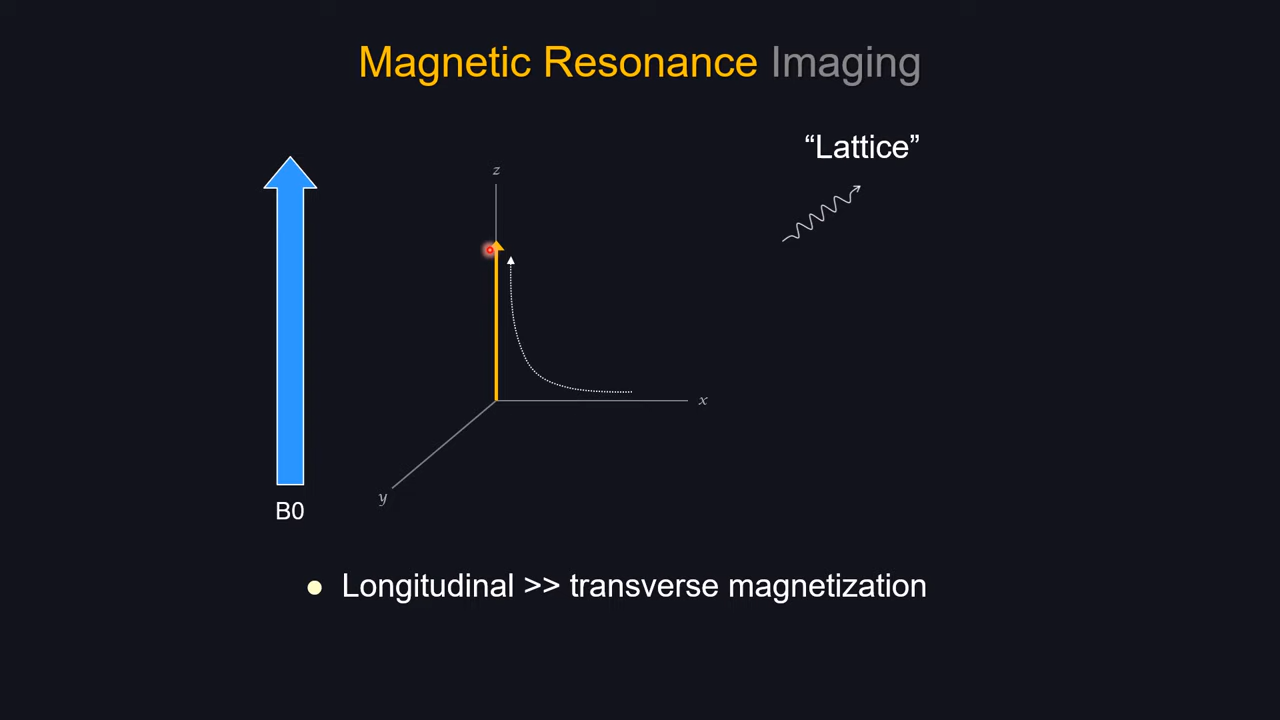 Magnetic Resonance Imaging
“Lattice”
z
x
y
B0
Longitudinal >> transverse magnetization